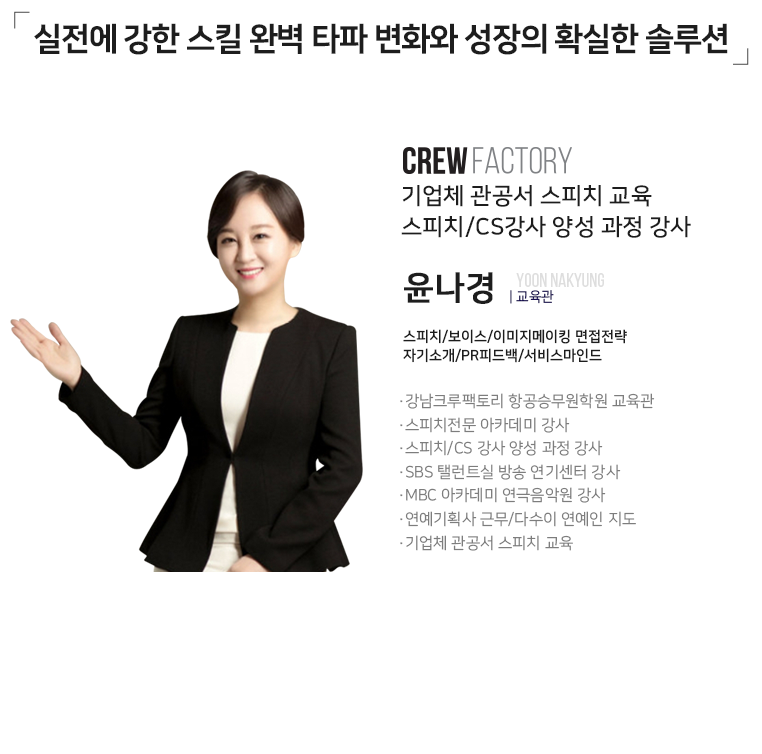 실전에 강한 스킬 완벽 타파 변화와 성장의 확실한 솔루션
CREW FACTORY
기업체 관공서 스피치 교육
스피치/CS강사 양성 과정 강사
YOON NAKYUNG
윤나경 | 교육관
스피치/보이스/이미지메이킹 면접전략
자기소개/PR피드백/서비스마인드
·강남크루팩토리 항공승무원학원 교육관
·스피치전문 아카데미 강사
·스피치/CS 강사 양성 과정 강사
·SBS 탤런트실 방송 연기센터 강사
·MBC 아카데미 연극음악원 강사
·연예기획사 근무/다수이 연예인 지도
·기업체 관공서 스피치 교육